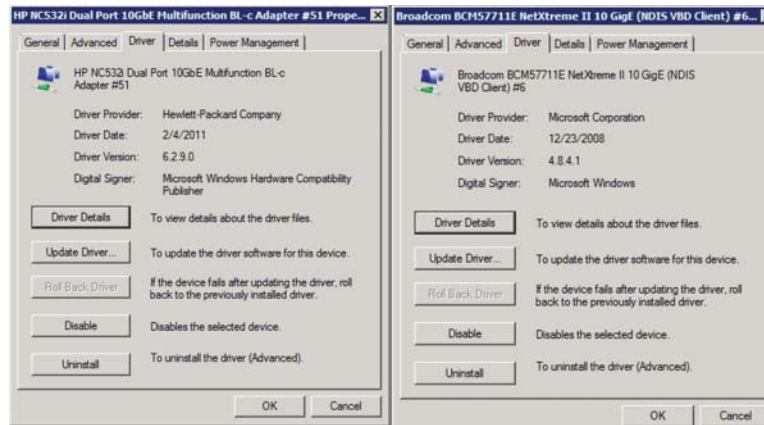 HP NC532i Dual Port 10GbE Multifunction BL-c Adapter #51 Prope...
General Advanced Driver Details Power Management
HP NC532i Dual Port 10GbE Multifunction BL-c
Adapter #51
Driver Provider: Hewlett-Packard Company
Driver Date: 2/4/2011
Driver Version: 6.2.9.0
Digital Signer: Microsoft Windows Hardware Compatibility
Publisher
Driver Details To view details about the driver files.
Update Driver... To update the driver software for this device.
Roll Back Driver If the device fails after updating the driver, roll
back to the previously installed driver.
Disable Disables the selected device.
Uninstall To uninstall the driver (Advanced).
OK Cancel
Broadcom BCM57711E NetXtreme II 10 GigE (NDIS VBD Client) #6...
General Advanced Driver Details Power Management
Broadcom BCM57711E NetXtreme II 10 GigE (NDIS
VBD Client) #6
Driver Provider: Microsoft Corporation
Driver Date: 12/23/2008
Driver Version: 4.8.4.1
Digital Signer: Microsoft Windows
Driver Details To view details about the driver files.
Update Driver... To update the driver software for this device.
Roll Back Driver If the device fails after updating the driver, roll
back to the previously installed driver.
Disable Disables the selected device.
Uninstall To uninstall the driver (Advanced).
OK Cancel